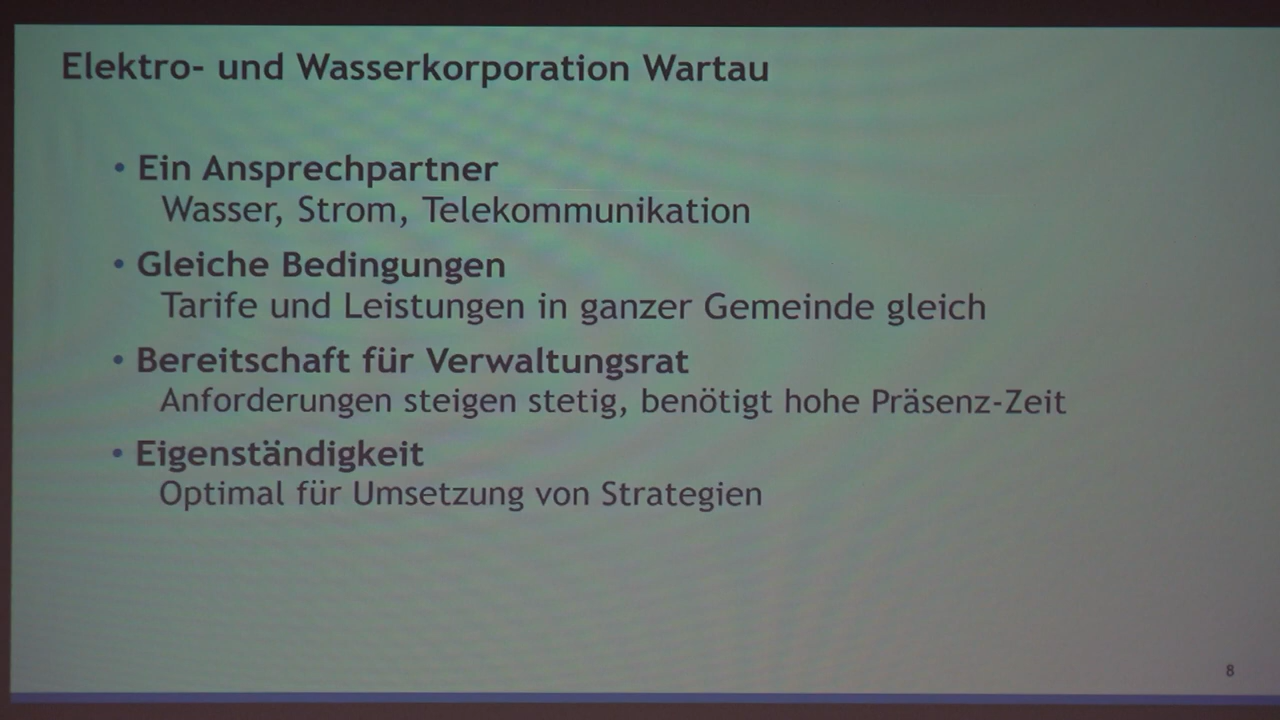 Elektro- und Wasserkorporation Wartau
• Ein Ansprechpartner
Wasser, Strom, Telekommunikation
• Gleiche Bedingungen
Tarife und Leistungen in ganzer Gemeinde gleich
• Bereitschaft für Verwaltungsrat
Anforderungen steigen stetig, benötigt hohe Präsenz-Zeit
• Eigenständigkeit
Optimal für Umsetzung von Strategien
8